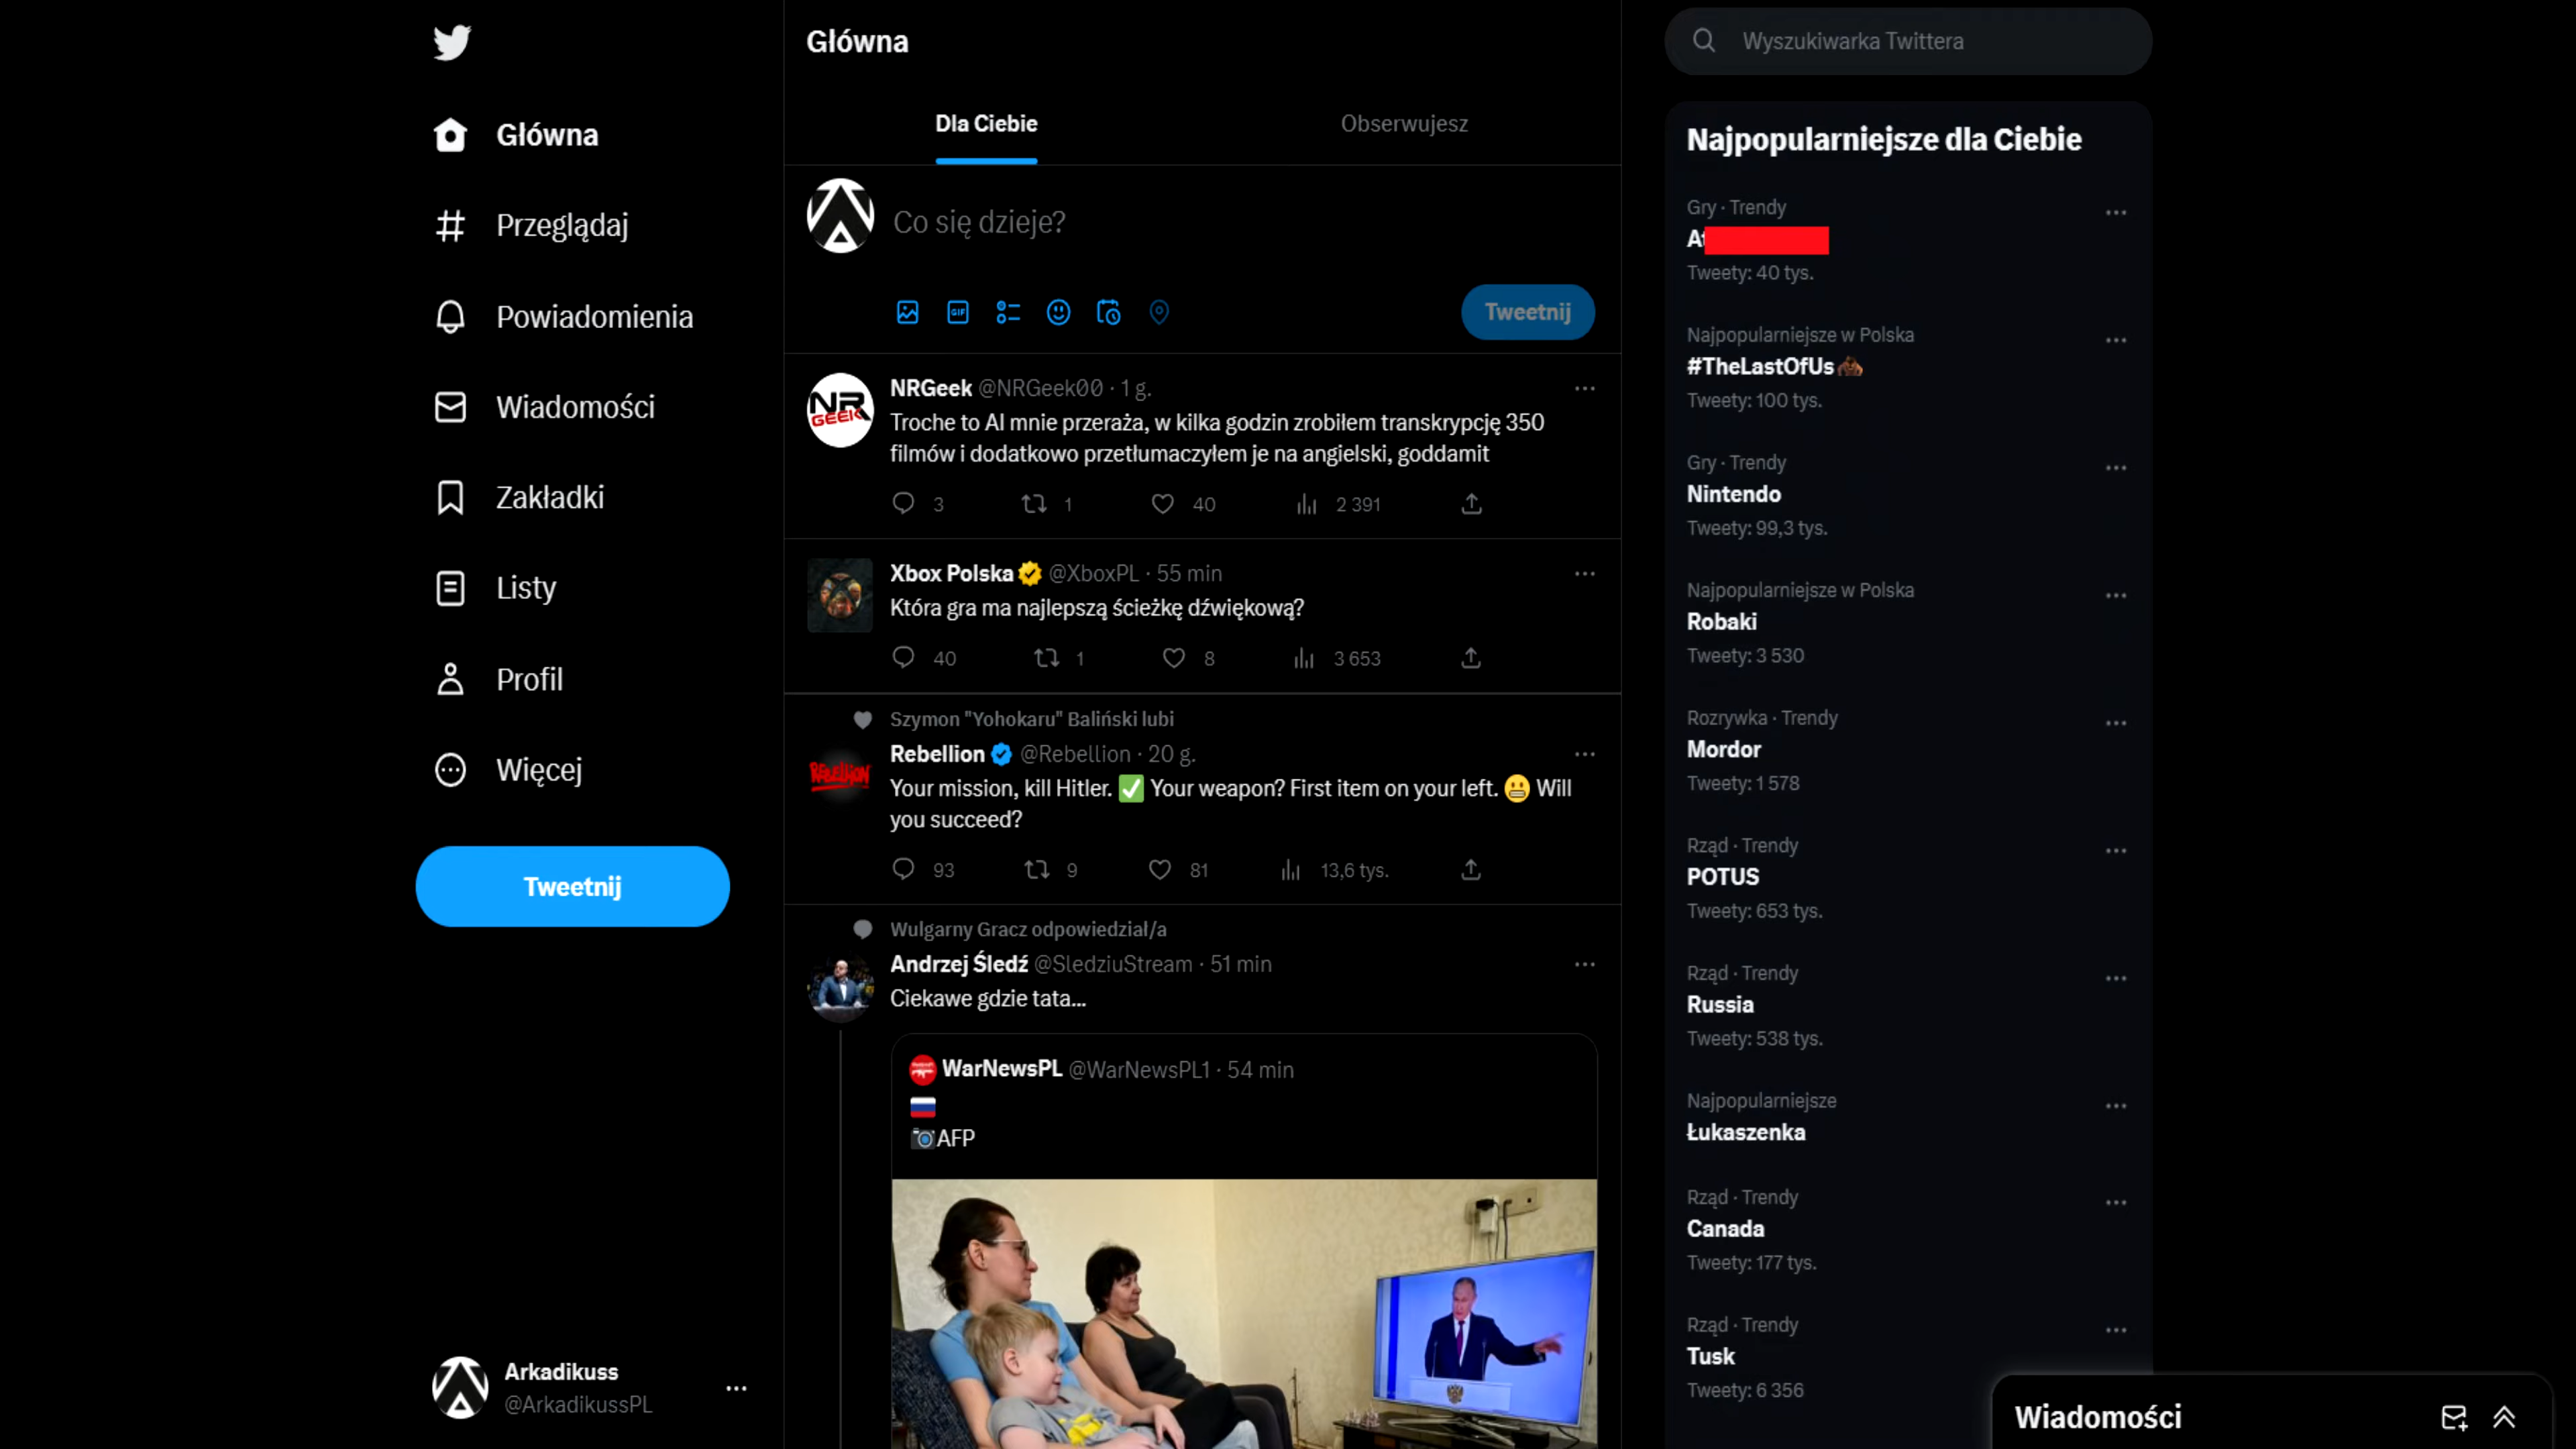 Główna
Przeglądaj
Powiadomienia
Wiadomości
Zakładki
Listy
Profil
Więcej
Tweetnij
Arkadikuss
@ArkadikussPL
Główna
Dla Ciebie
Obserwujesz
Co się dzieje?
GIF
Tweetnij
NR GEEK
NRGeek @NRGeek00 · 1 g.
Troche to AI mnie przeraża, w kilka godzin zrobiłem transkrypcję 350
filmów i dodatkowo przetłumaczyłem je na angielski, goddamit
3 1 40 2 391
Xbox Polska @XboxPL · 55 min
Która gra ma najlepszą ścieżkę dźwiękową?
40 1 8 3 653
Szymon "Yohokaru" Baliński lubi
REBELLION
Rebellion @Rebellion · 20 g.
Your mission, kill Hitler. ✅ Your weapon? First item on your left. 😬 Will
you succeed?
93 9 81 13,6 tys.
Wulgarny Gracz odpowiedział/a
Andrzej Śledź @SledziuStream · 51 min
Ciekawe gdzie tata...
WarNewsPL @WarNewsPL1 · 54 min
🇷🇺
📷AFP
Wyszukiwarka Twittera
Najpopularniejsze dla Ciebie
Gry · Trendy
Tweety: 40 tys.
Najpopularniejsze w Polska
#TheLastOfUs
Tweety: 100 tys.
Gry · Trendy
Nintendo
Tweety: 99,3 tys.
Najpopularniejsze w Polska
Robaki
Tweety: 3 530
Rozrywka · Trendy
Mordor
Tweety: 1 578
Rząd · Trendy
POTUS
Tweety: 653 tys.
Rząd · Trendy
Russia
Tweety: 538 tys.
Najpopularniejsze
Łukaszenka
Rząd · Trendy
Canada
Tweety: 177 tys.
Rząd · Trendy
Tusk
Tweety: 6 356
Wiadomości